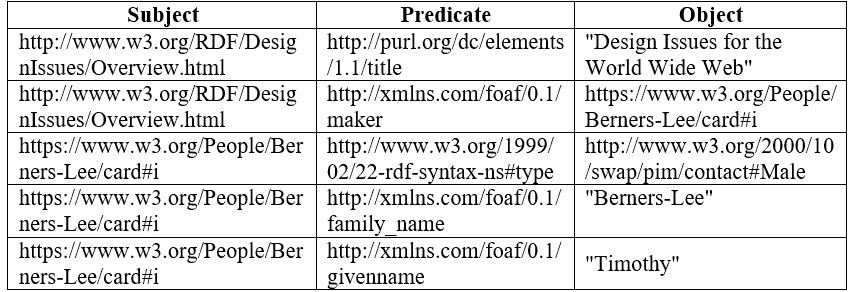 Subject Predicate Object
http://www.w3.org/RDF/Desig http://purl.org/dc/elements "Design Issues for the
nIssues/Overview.html /1.1/title World Wide Web"
http://www.w3.org/RDF/Desig http://xmlns.com/foaf/0.1/ https://www.w3.org/People/
nIssues/Overview.html maker Berners-Lee/card#i
https://www.w3.org/People/Ber http://www.w3.org/1999/ http://www.w3.org/2000/10
ners-Lee/card#i 02/22-rdf-syntax-ns#type /swap/pim/contact#Male
https://www.w3.org/People/Ber http://xmlns.com/foaf/0.1/ "Berners-Lee"
ners-Lee/card#i family_name
https://www.w3.org/People/Ber http://xmlns.com/foaf/0.1/ "Timothy"
ners-Lee/card#i givenname